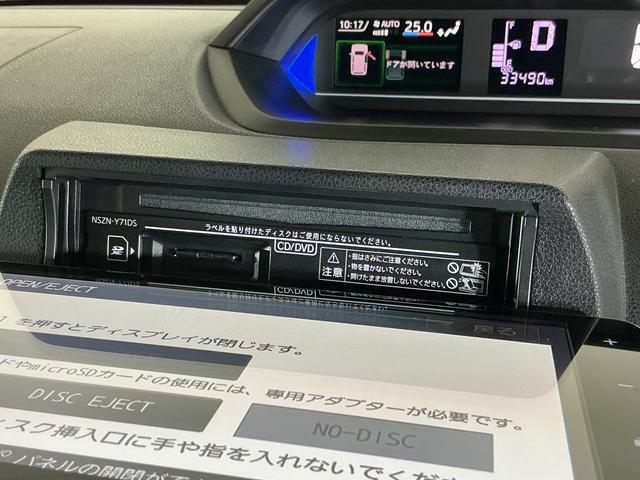 10:17 AUTO 25.0
F
D
ドアが開いています
E
33490km
NSZN-Y71DS
ラベルを貼り付けたディスクはご使用にならないでください。
CD/DVD
注意
・指はさみにご注意ください。
・物を置かないでください。
・開けたまま放置しないでください。
OPEN/EJECT
戻る
を押すとディスプレイが閉じます。
ドやmicroSDカードの使用には、専用アダプターが必要です。
DISC EJECT
NO-DISC
スク挿入口に手や指を入れないでくださ
パネルの開閉が
+